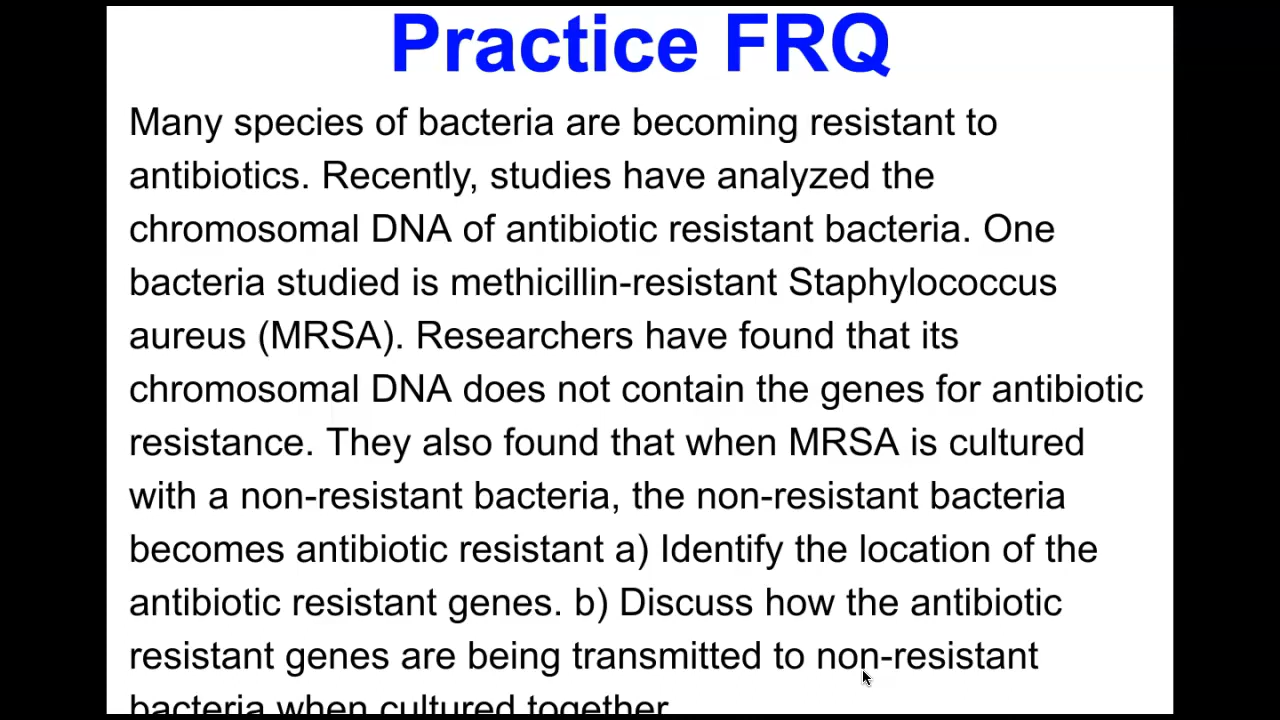 Practice FRQ
Many species of bacteria are becoming resistant to
antibiotics. Recently, studies have analyzed the
chromosomal DNA of antibiotic resistant bacteria. One
bacteria studied is methicillin-resistant Staphylococcus
aureus (MRSA). Researchers have found that its
chromosomal DNA does not contain the genes for antibiotic
resistance. They also found that when MRSA is cultured
with a non-resistant bacteria, the non-resistant bacteria
becomes antibiotic resistant a) Identify the location of the
antibiotic resistant genes. b) Discuss how the antibiotic
resistant genes are being transmitted to non-resistant
bacteria when cultured together.